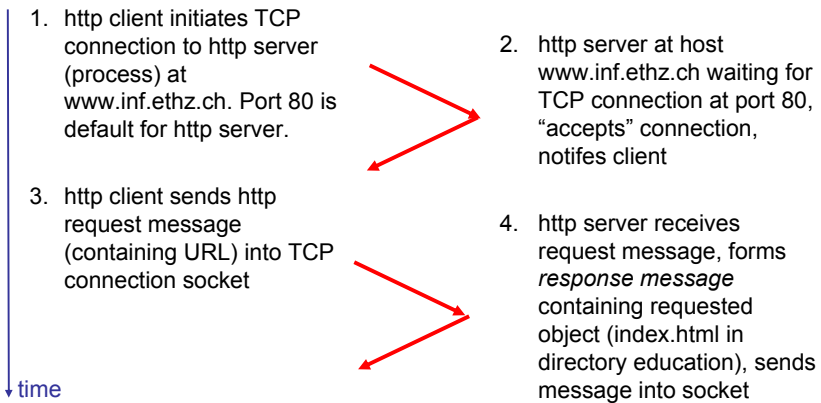 1. http client initiates TCP
connection to http server
(process) at
www.inf.ethz.ch. Port 80 is
default for http server.
2. http server at host
www.inf.ethz.ch waiting for
TCP connection at port 80,
“accepts” connection,
notifes client
3. http client sends http
request message
(containing URL) into TCP
connection socket
4. http server receives
request message, forms
response message
containing requested
object (index.html in
directory education), sends
message into socket
time